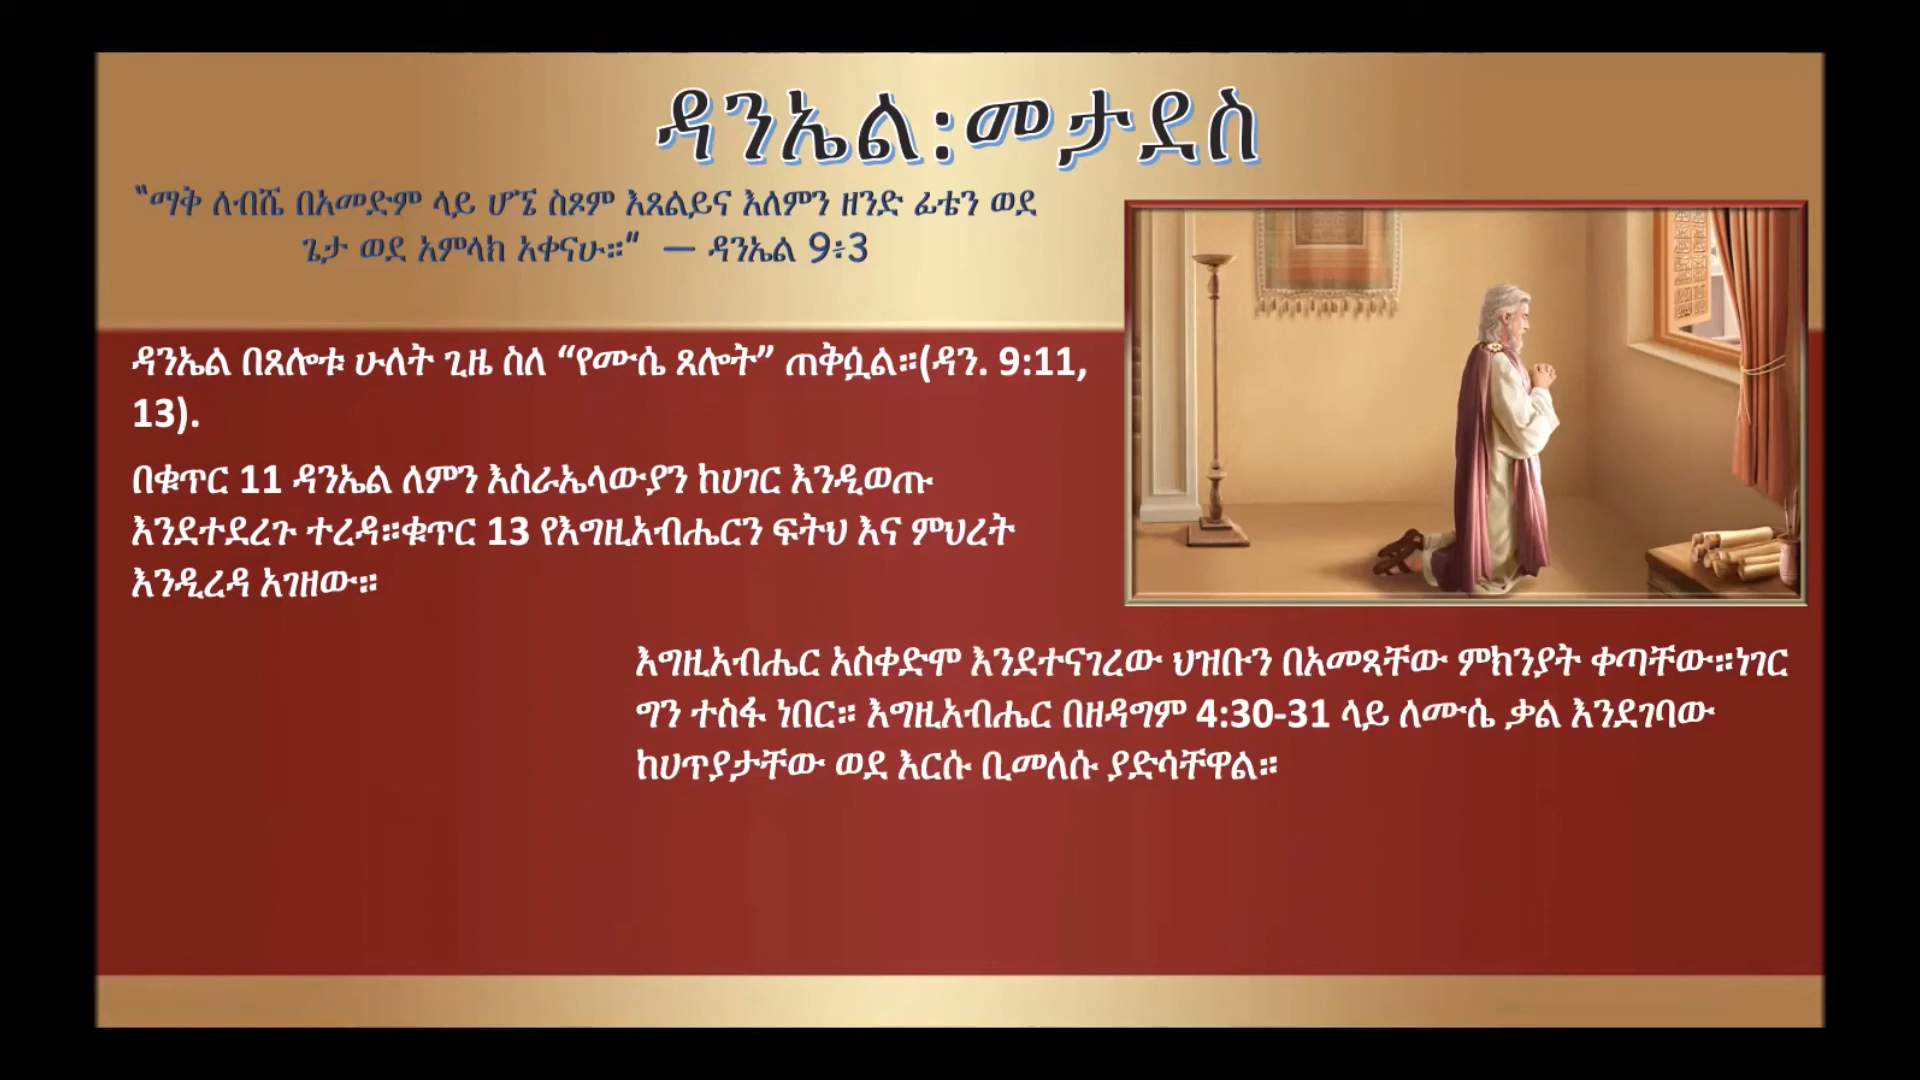 ዳንኤል:መታደስ
"ማቅ ለብሼ በአመድም ላይ ሆኜ ስጾም እጸልይና እለምን ዘንድ ፊቴን ወደ
ጌታ ወደ አምላክ አቀናሁ።" — ዳንኤል 9፥3
ዳንኤል በጸሎቱ ሁለት ጊዜ ስለ “የሙሴ ጸሎት” ጠቅሷል።(ዳን. 9:11,
13).
በቁጥር 11 ዳንኤል ለምን እስራኤላውያን ከሀገር እንዲወጡ
እንደተደረጉ ተረዳ።ቁጥር 13 የእግዚአብሔርን ፍትህ እና ምህረት
እንዲረዳ አገዘው።
እግዚአብሔር አስቀድሞ እንደተናገረው ህዝቡን በአመጻቸው ምክንያት ቀጣቸው።ነገር
ግን ተስፋ ነበር። እግዚአብሔር በዘዳግም 4:30-31 ላይ ለሙሴ ቃል እንደገባው
ከሀጥያታቸው ወደ እርሱ ቢመለሱ ያድሳቸዋል።